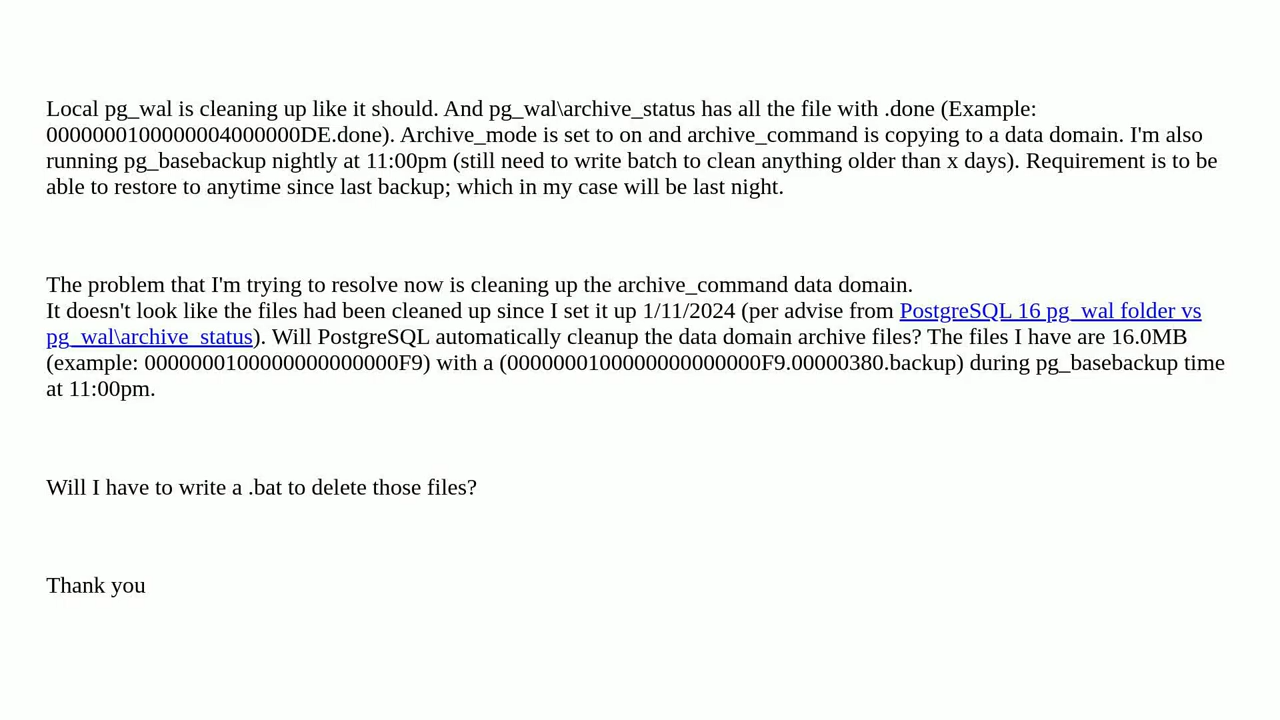 Local pg_wal is cleaning up like it should. And pg_wal\archive_status has all the file with .done (Example:
0000000100000004000000DE.done). Archive_mode is set to on and archive_command is copying to a data domain. I'm also
running pg_basebackup nightly at 11:00pm (still need to write batch to clean anything older than x days). Requirement is to be
able to restore to anytime since last backup; which in my case will be last night.
The problem that I'm trying to resolve now is cleaning up the archive_command data domain.
It doesn't look like the files had been cleaned up since I set it up 1/11/2024 (per advise from PostgreSQL 16 pg_wal folder vs
pg_wal\archive_status). Will PostgreSQL automatically cleanup the data domain archive files? The files I have are 16.0MB
(example: 0000000100000000000000F9) with a (0000000100000000000000F9.00000380.backup) during pg_basebackup time
at 11:00pm.
Will I have to write a .bat to delete those files?
Thank you